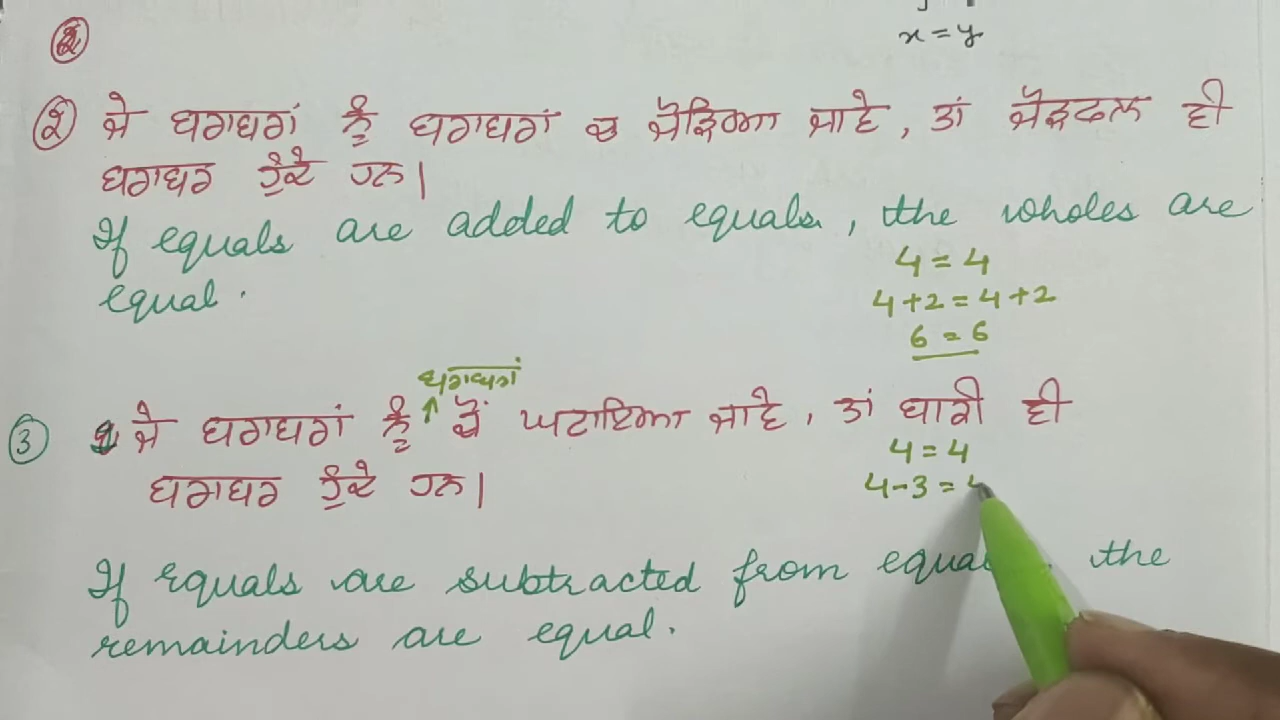 x = y
(੨) ਜੇ ਬਰਾਬਰਾਂ ਨੂੰ ਬਰਾਬਰਾਂ ਚ ਜੋੜਿਆ ਜਾਵੇ, ਤਾਂ ਜੋੜਫਲ ਵੀ
ਬਰਾਬਰ ਹੁੰਦੇ ਹਨ।
If equals are added to equals, the wholes are
equal.
4 = 4
4+2 = 4+2
6 = 6
ਬਰਾਬਰਾਂ
(3) ਜੇ ਬਰਾਬਰਾਂ ਨੂੰ ↑ ਚੋਂ ਘਟਾਇਆ ਜਾਵੇ, ਤਾਂ ਬਾਕੀ ਵੀ
ਬਰਾਬਰ ਹੁੰਦੇ ਹਨ।
4 = 4
4-3 = 4
If equals are subtracted from the
remainders are equal.